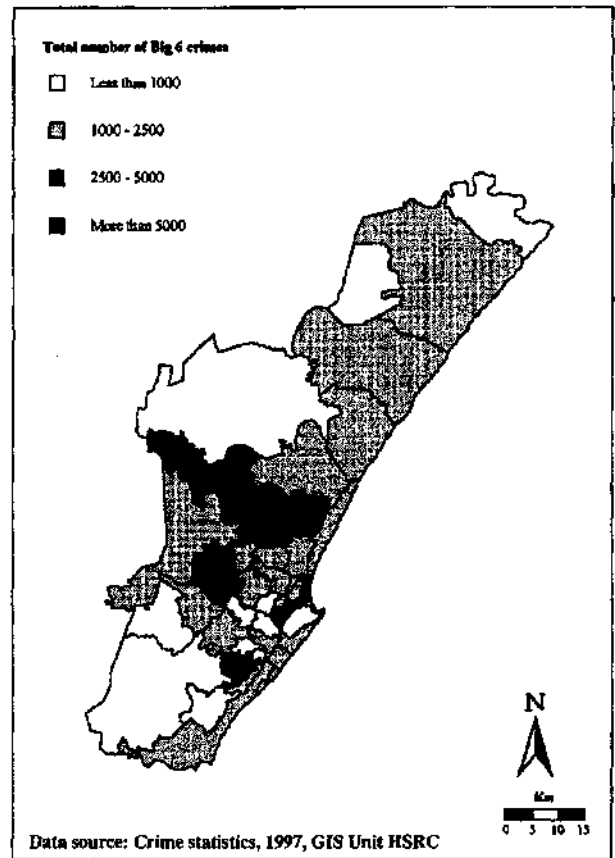 Total number of Big 6 crimes
Less than 1000
1000 - 2500
2500 - 5000
More than 5000
N
Km
0 5 10 15
Data source: Crime statistics, 1997, GIS Unit HSRC